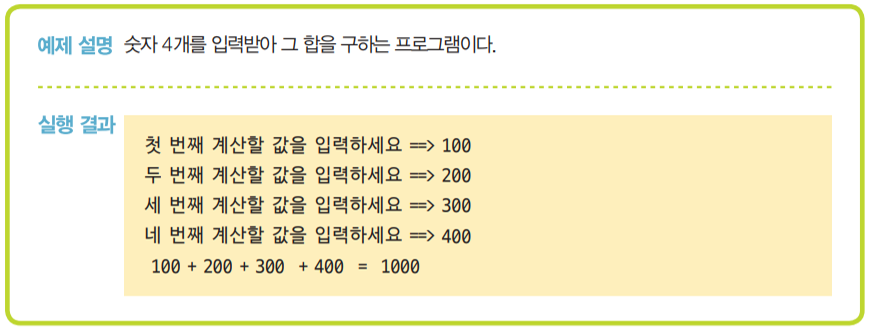 예제 설명 숫자 4개를 입력받아 그 합을 구하는 프로그램이다.
실행 결과
첫 번째 계산할 값을 입력하세요 ==> 100
두 번째 계산할 값을 입력하세요 ==> 200
세 번째 계산할 값을 입력하세요 ==> 300
네 번째 계산할 값을 입력하세요 ==> 400
100 + 200 + 300 + 400 = 1000